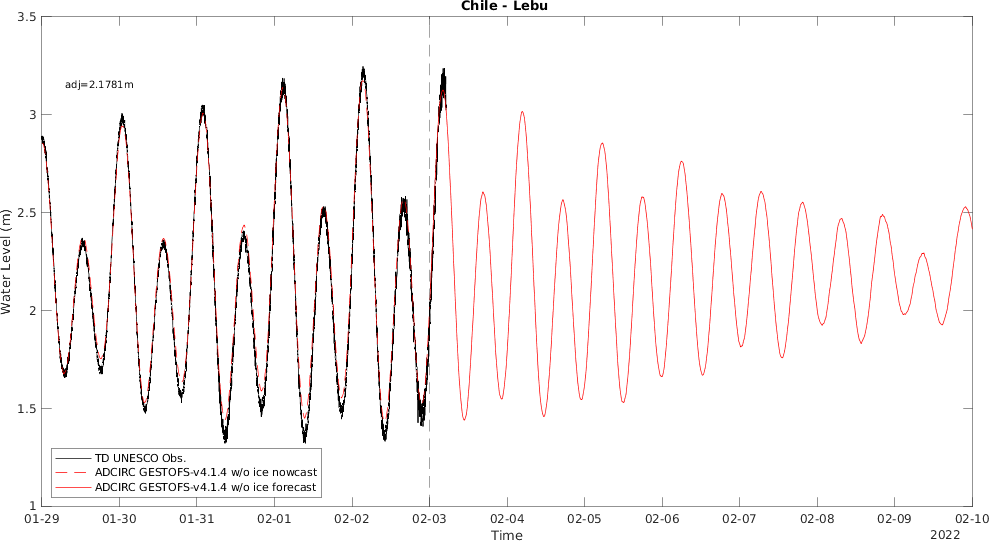 Chile - Lebu
adj=2.1781m
Water Level (m)
3.5
3
2.5
2
1.5
1
TD UNESCO Obs.
ADCIRC GESTOFS-v4.1.4 w/o ice nowcast
ADCIRC GESTOFS-v4.1.4 w/o ice forecast
01-29 01-30 01-31 02-01 02-02 02-03 02-04 02-05 02-06 02-07 02-08 02-09 02-10
Time
2022